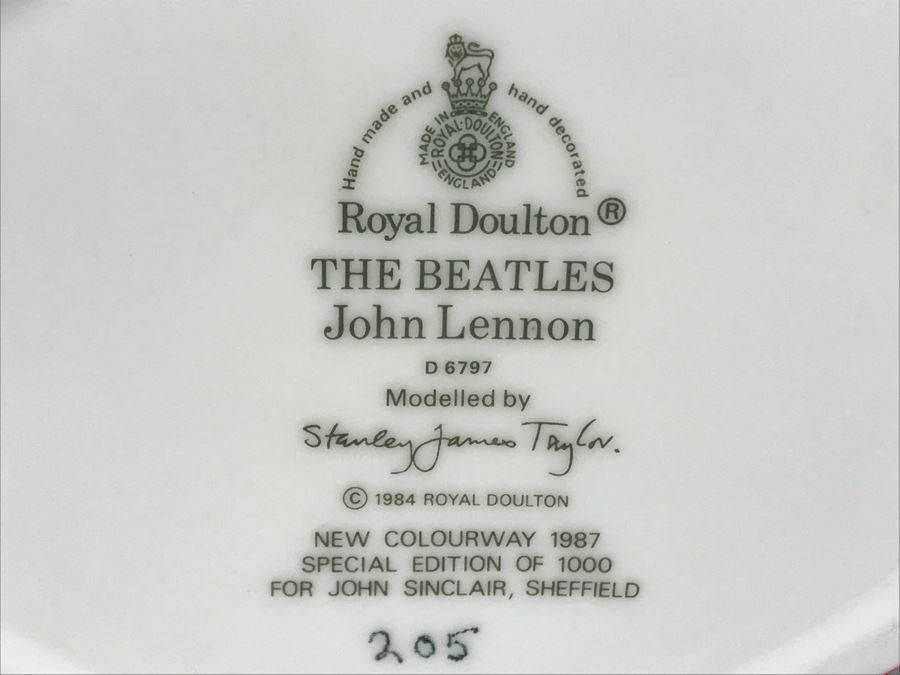 Hand made and hand decorated
MADE IN ENGLAND
ROYAL·DOULTON
ENGLAND
Royal Doulton®
THE BEATLES
John Lennon
D 6797
Modelled by
Stanley James Taylor.
© 1984 ROYAL DOULTON
NEW COLOURWAY 1987
SPECIAL EDITION OF 1000
FOR JOHN SINCLAIR, SHEFFIELD
205